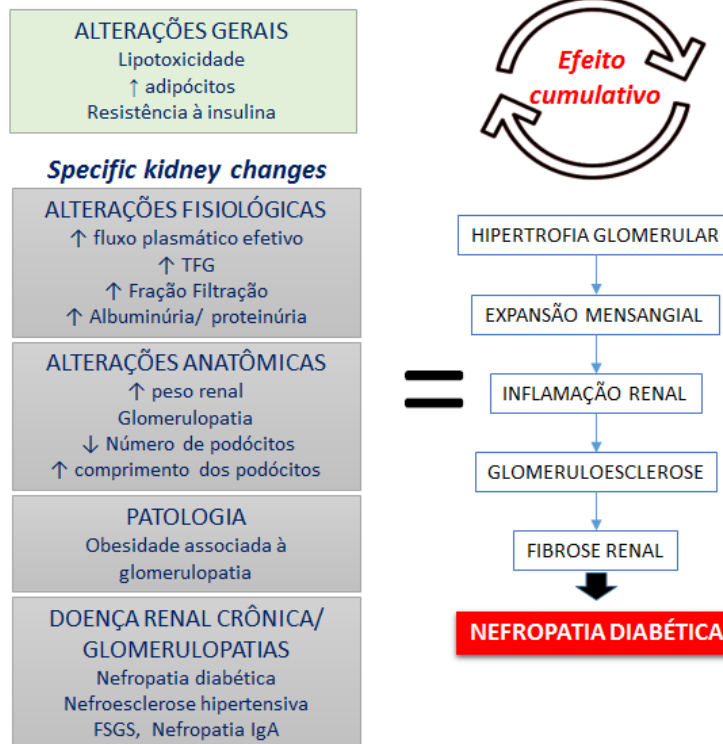 ALTERAÇÕES GERAIS
Lipotoxicidade
↑ adipócitos
Resistência à insulina
Specific kidney changes
ALTERAÇÕES FISIOLÓGICAS
↑ fluxo plasmático efetivo
↑ TFG
↑ Fração Filtração
↑ Albuminúria/ proteinúria
ALTERAÇÕES ANATÔMICAS
↑ peso renal
Glomerulopatia
↓ Número de podócitos
↑ comprimento dos podócitos
PATOLOGIA
Obesidade associada à
glomerulopatia
DOENÇA RENAL CRÔNICA/
GLOMERULOPATIAS
Nefropatia diabética
Nefroesclerose hipertensiva
FSGS, Nefropatia IgA
=
Efeito
cumulativo
HIPERTROFIA GLOMERULAR
EXPANSÃO MENSANGIAL
INFLAMAÇÃO RENAL
GLOMERULOESCLEROSE
FIBROSE RENAL
NEFROPATIA DIABÉTICA